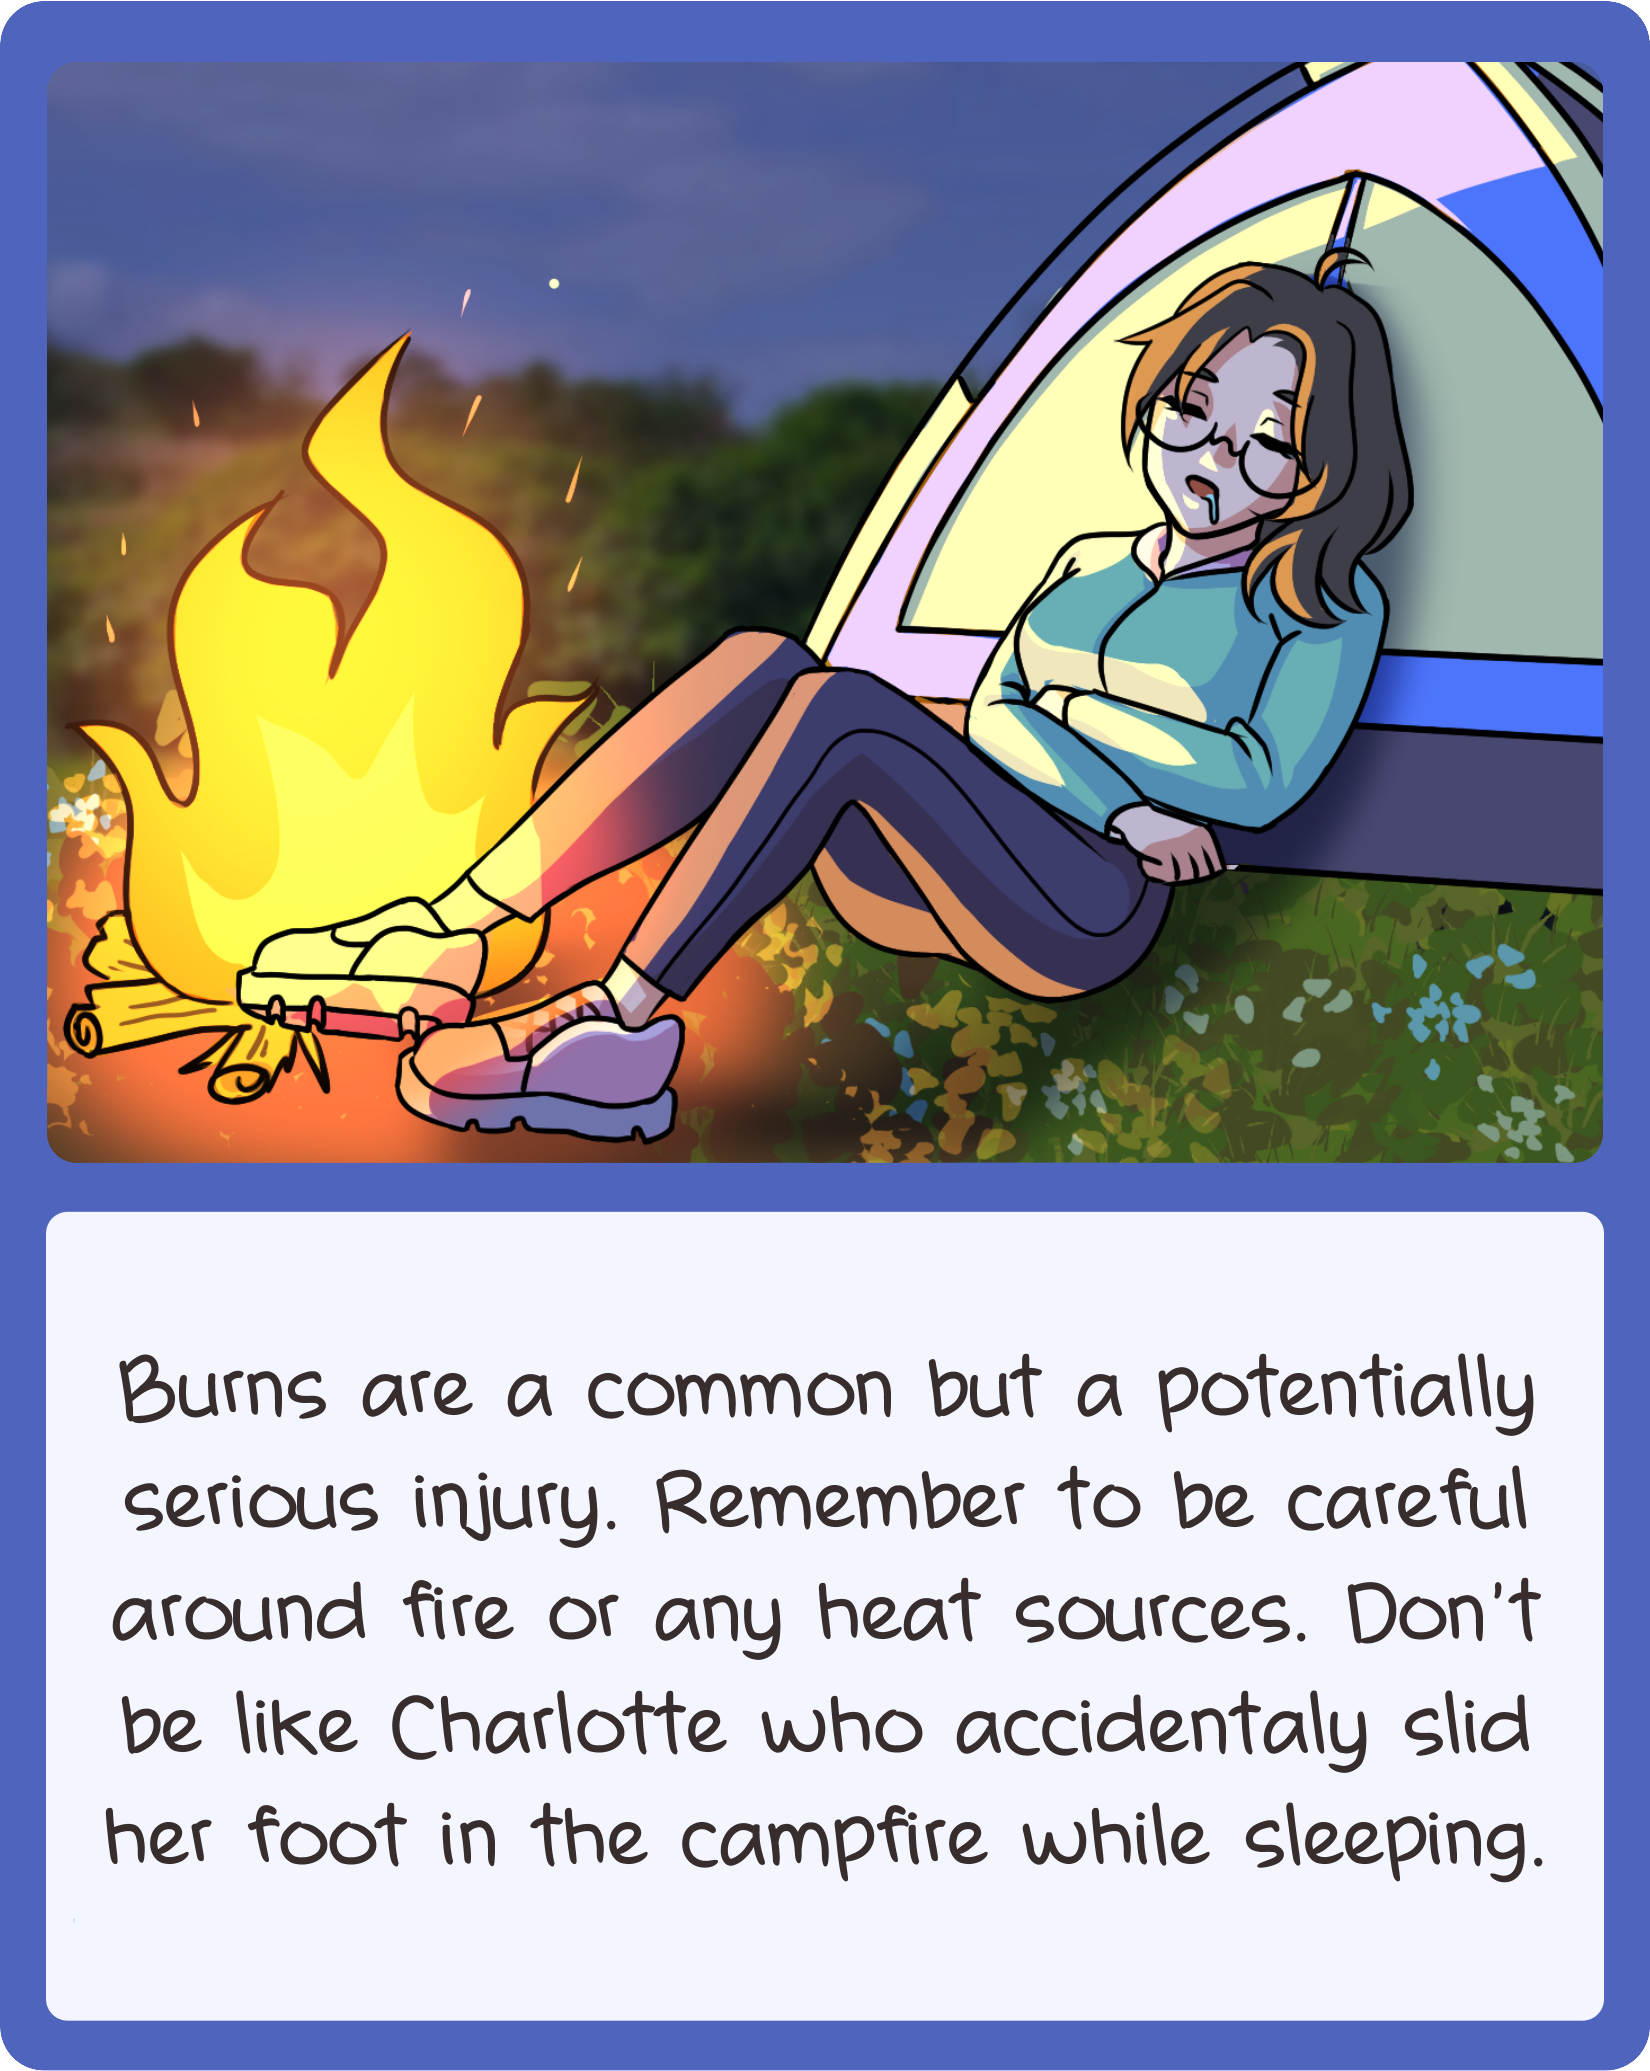 Burns are a common but a potentially
serious injury. Remember to be careful
around fire or any heat sources. Don't
be like Charlotte who accidentaly slid
her foot in the campfire while sleeping.